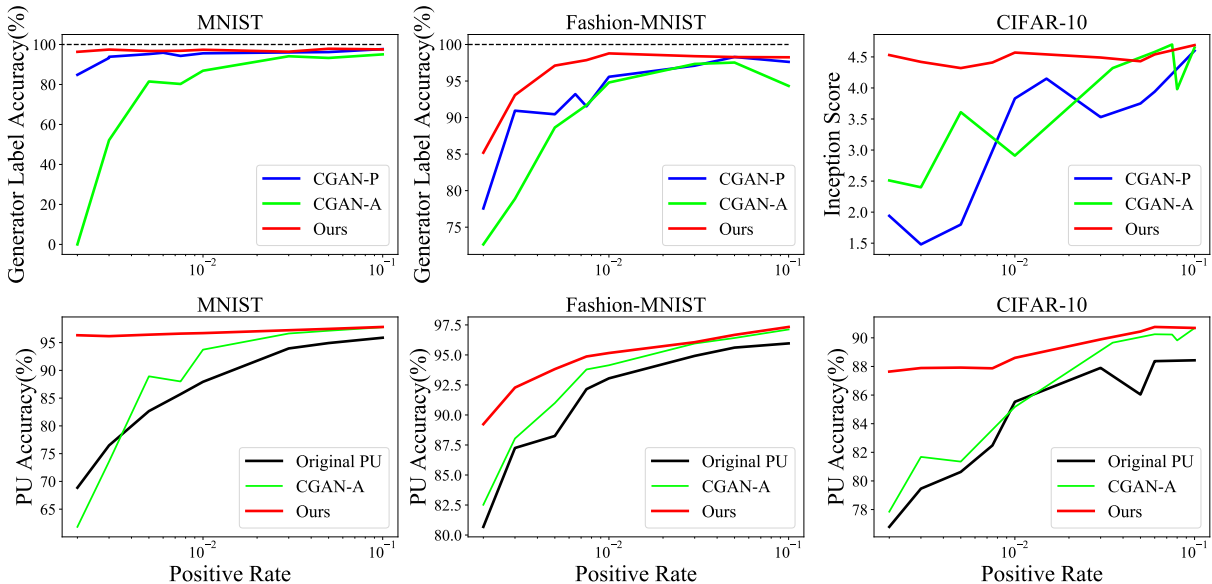 MNIST
Generator Label Accuracy(%)
100
80
60
40
20
0
CGAN-P
CGAN-A
Ours
10⁻²
10⁻¹
Fashion-MNIST
Generator Label Accuracy(%)
100
95
90
85
80
75
CGAN-P
CGAN-A
Ours
10⁻²
10⁻¹
CIFAR-10
Inception Score
4.5
4.0
3.5
3.0
2.5
2.0
1.5
CGAN-P
CGAN-A
Ours
10⁻²
10⁻¹
MNIST
PU Accuracy(%)
95
90
85
80
75
70
65
Original PU
CGAN-A
Ours
10⁻²
10⁻¹
Positive Rate
Fashion-MNIST
PU Accuracy(%)
97.5
95.0
92.5
90.0
87.5
85.0
82.5
80.0
Original PU
CGAN-A
Ours
10⁻²
10⁻¹
Positive Rate
CIFAR-10
PU Accuracy(%)
90
88
86
84
82
80
78
Original PU
CGAN-A
Ours
10⁻²
10⁻¹
Positive Rate